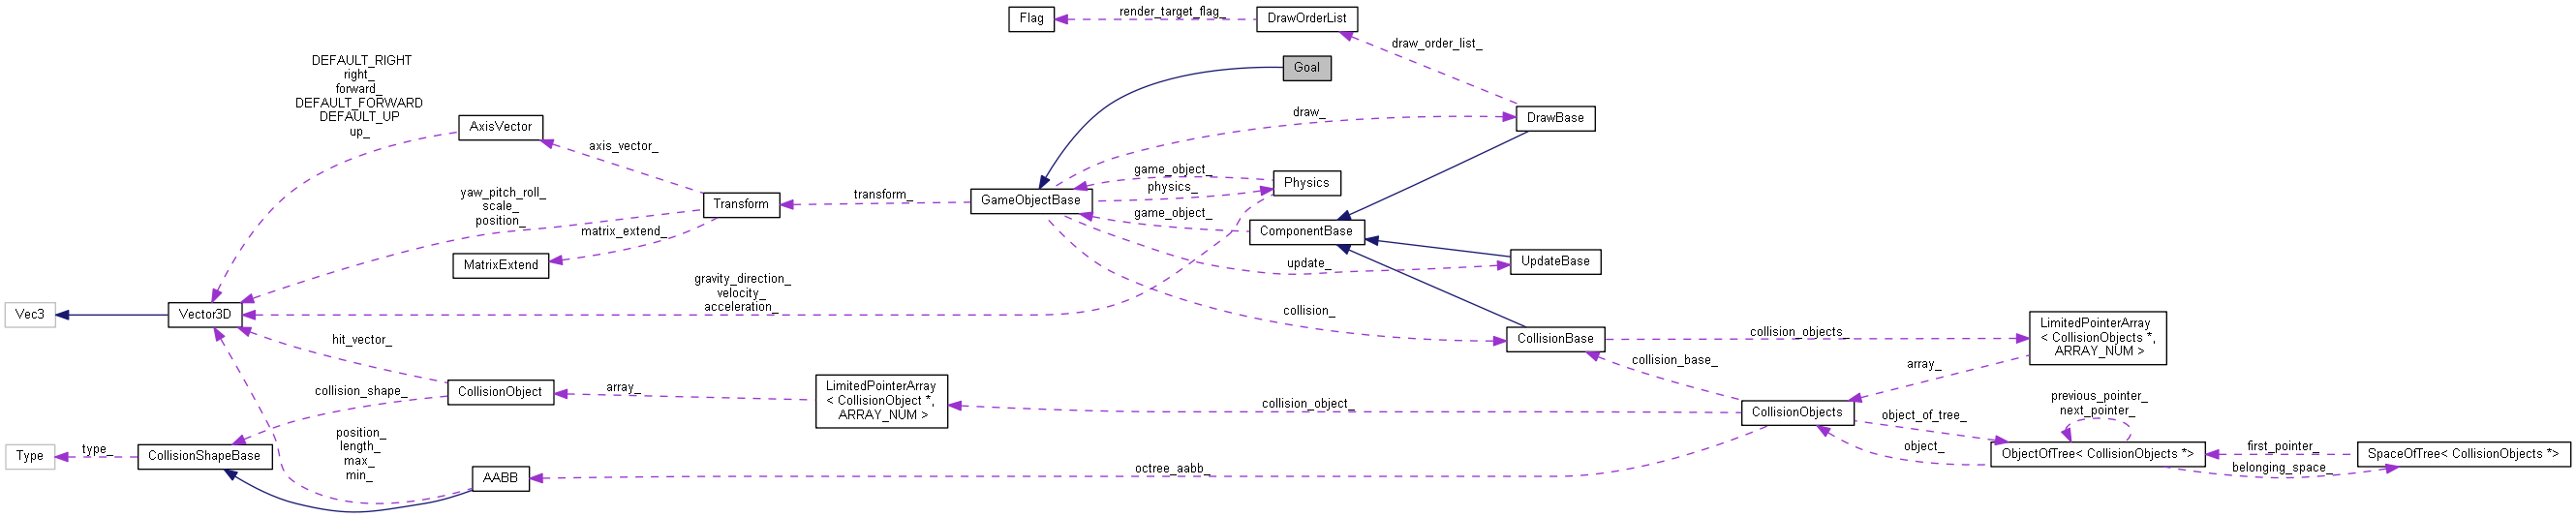 Flag
render_target_flag_
DrawOrderList
draw_order_list_
Goal
DEFAULT_RIGHT
right_
forward_
DEFAULT_FORWARD
DEFAULT_UP
up_
AxisVector
axis_vector_
draw_
DrawBase
yaw_pitch_roll_
scale_
position_
Transform
transform_
GameObjectBase
game_object_
physics_
game_object_
Physics
matrix_extend_
MatrixExtend
ComponentBase
update_
UpdateBase
gravity_direction_
velocity_
acceleration_
Vec3
Vector3D
hit_vector_
collision_
CollisionBase
collision_objects_
LimitedPointerArray
< CollisionObjects *,
ARRAY_NUM >
collision_shape_
CollisionObject
array_
LimitedPointerArray
< CollisionObject *,
ARRAY_NUM >
collision_object_
collision_base_
array_
CollisionObjects
object_of_tree_
object_
previous_pointer_
next_pointer_
ObjectOfTree< CollisionObjects *>
first_pointer_
belonging_space_
SpaceOfTree< CollisionObjects *>
Type
type_
CollisionShapeBase
position_
length_
max_
min_
AABB
octree_aabb_